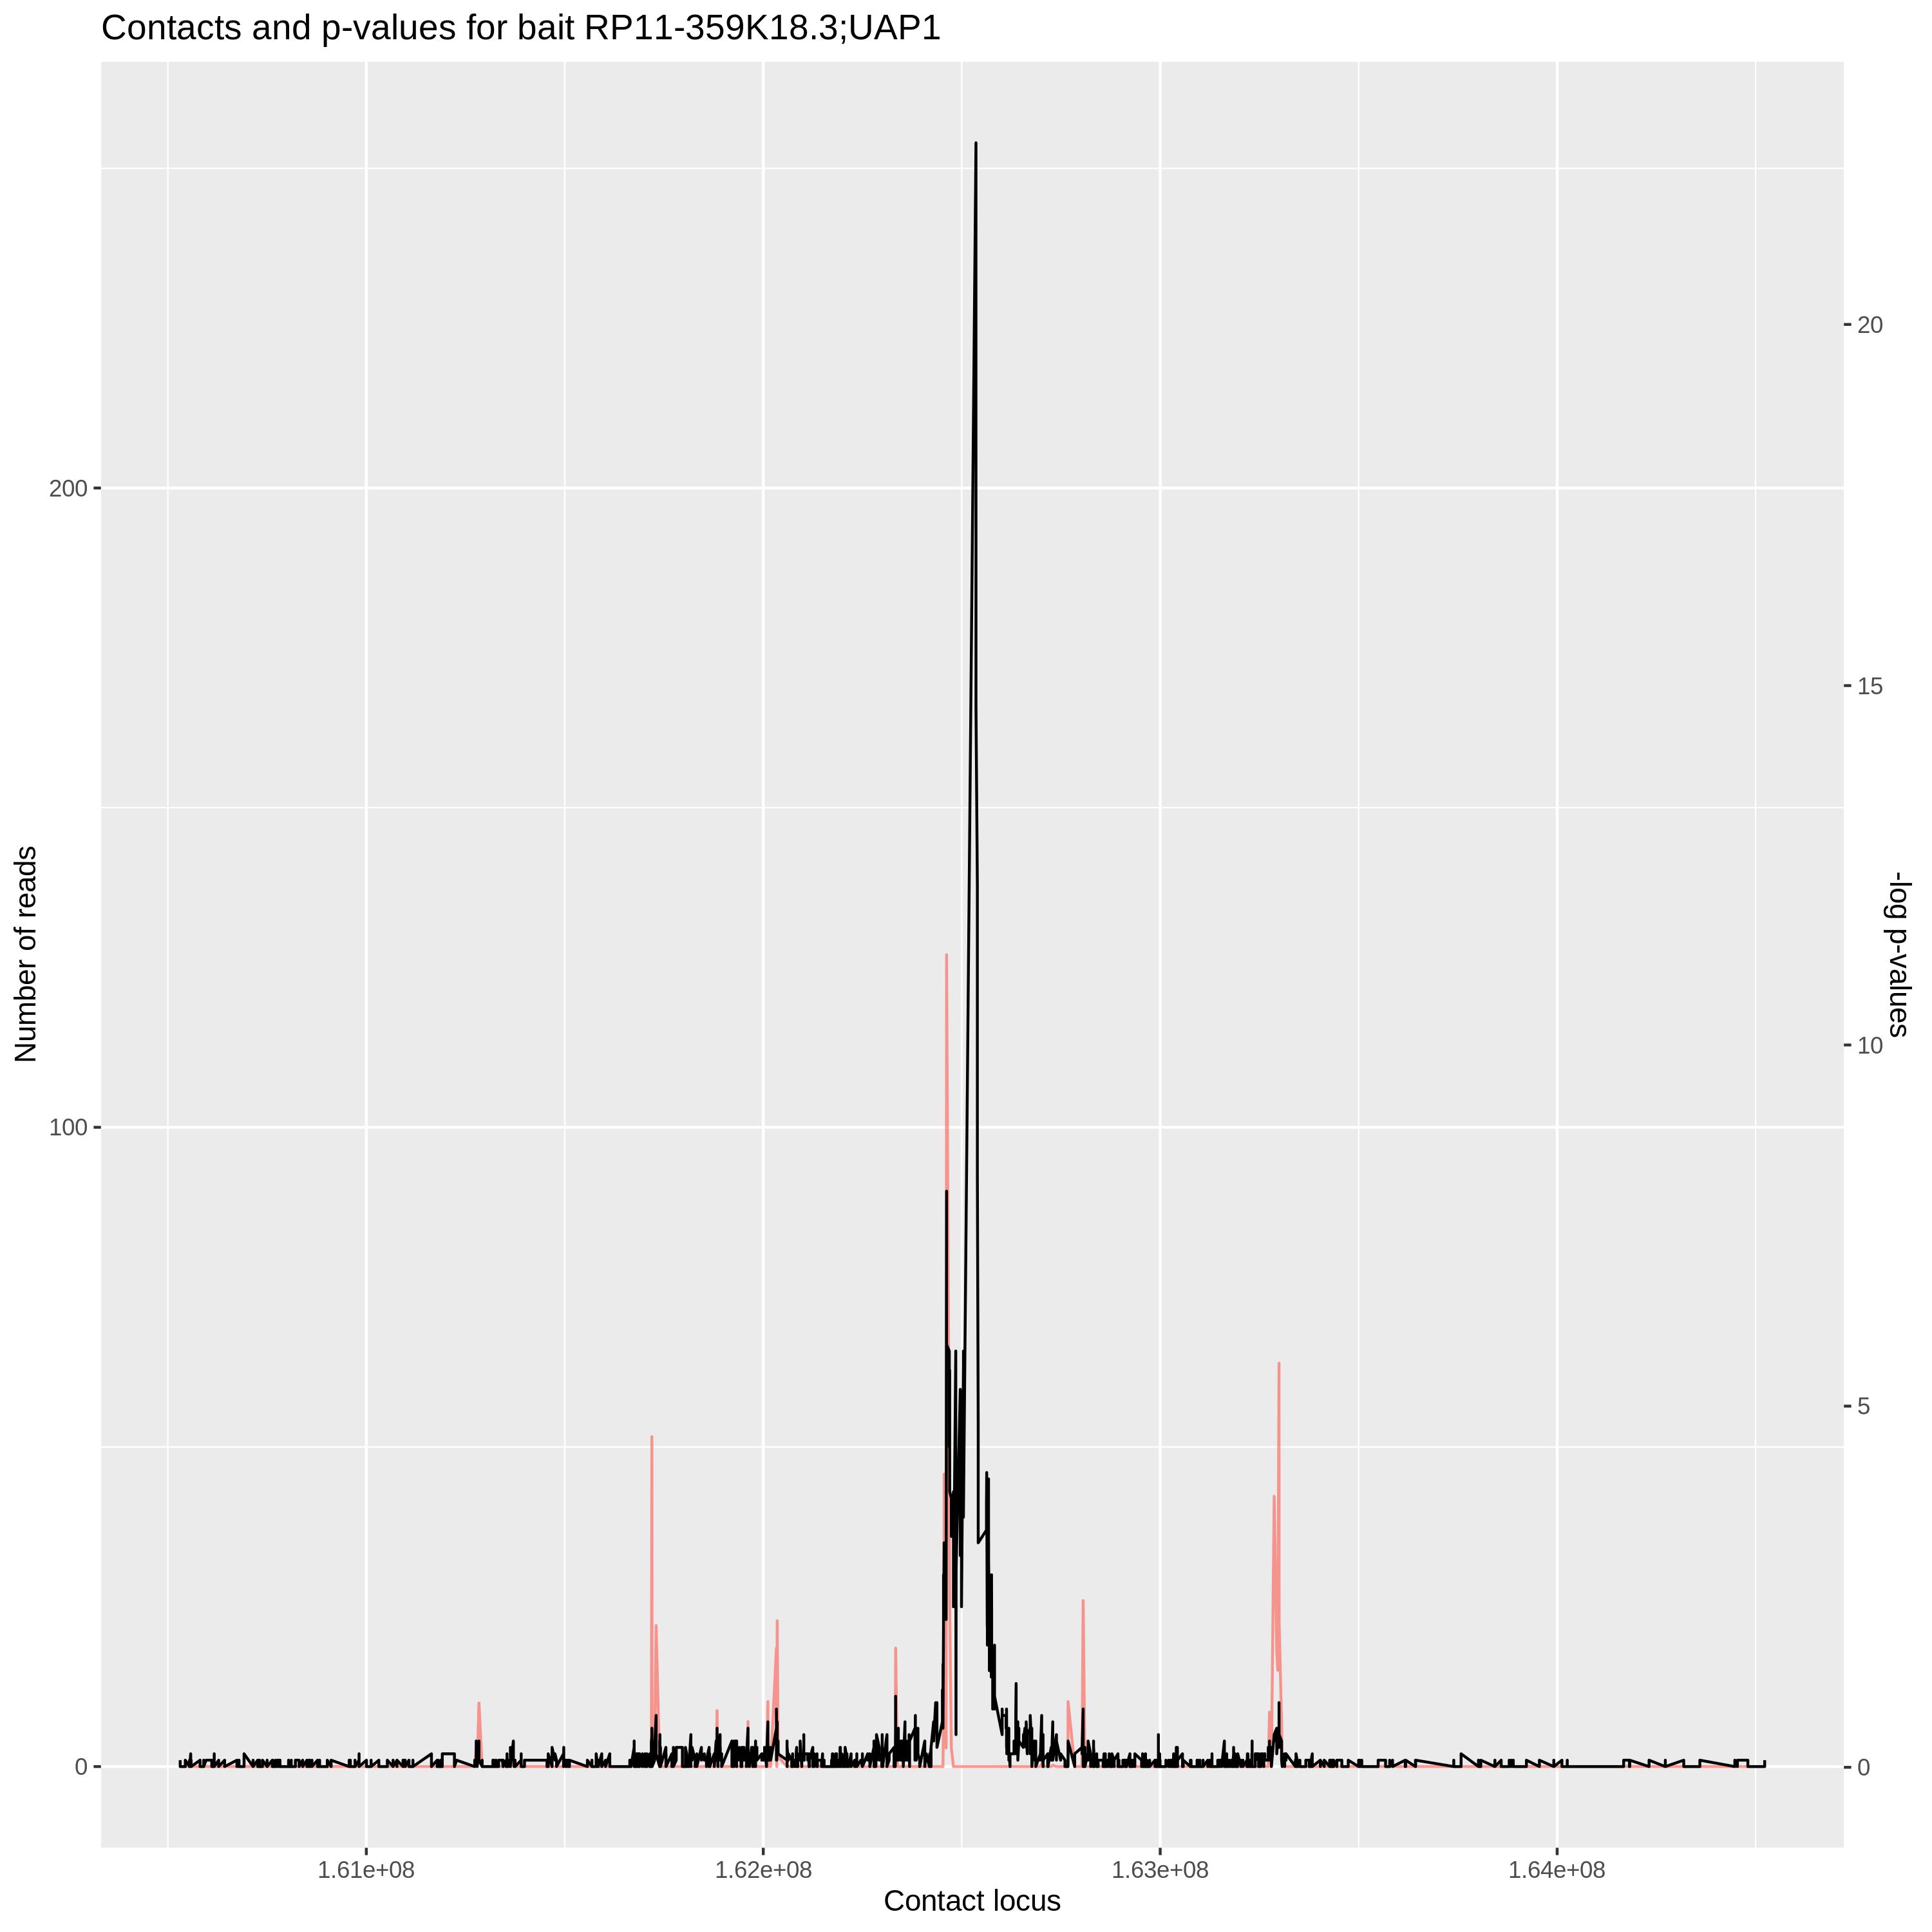 Contacts and p-values for bait RP11-359K18.3;UAP1
Number of reads
200
100
0
20
15
10
5
0
-log p-values
1.61e+08
1.62e+08
1.63e+08
1.64e+08
Contact locus